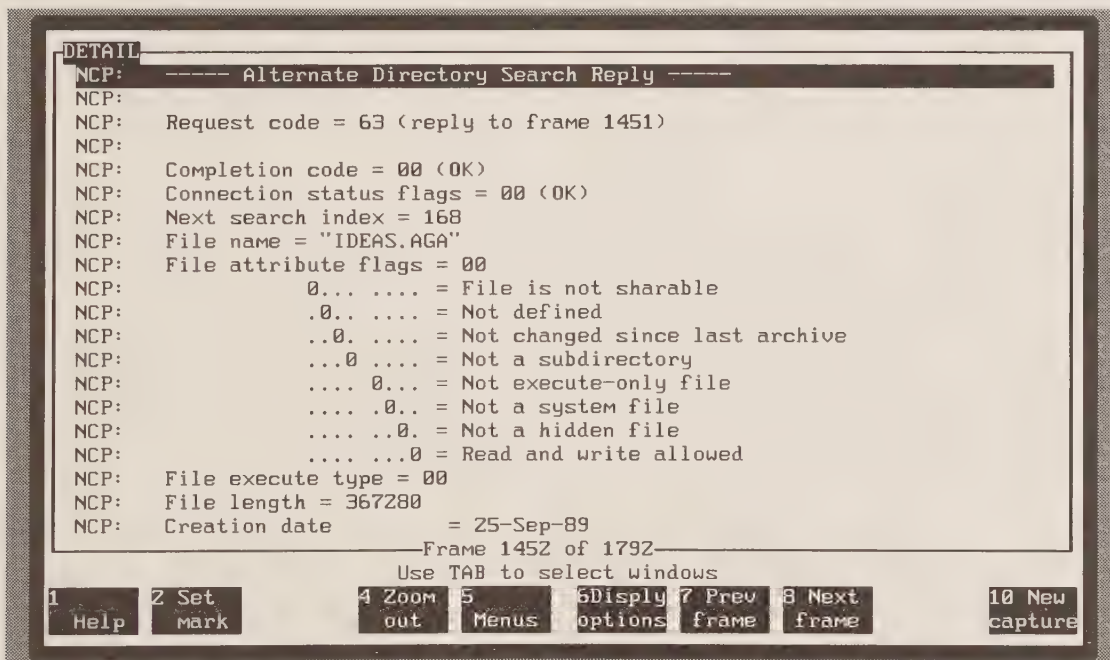 DETAIL
NCP: ----- Alternate Directory Search Reply -----
NCP:
NCP: Request code = 63 (reply to frame 1451)
NCP:
NCP: Completion code = 00 (OK)
NCP: Connection status flags = 00 (OK)
NCP: Next search index = 168
NCP: File name = "IDEAS.AGA"
NCP: File attribute flags = 00
NCP: 0... .... = File is not sharable
NCP: .0.. .... = Not defined
NCP: ..0. .... = Not changed since last archive
NCP: ...0 .... = Not a subdirectory
NCP: .... 0... = Not execute-only file
NCP: .... .0.. = Not a system file
NCP: .... ..0. = Not a hidden file
NCP: .... ...0 = Read and write allowed
NCP: File execute type = 00
NCP: File length = 367280
NCP: Creation date = 25-Sep-89
Frame 1452 of 1792
Use TAB to select windows
1 Help
2 Set mark
4 Zoom out
5 Menus
6Disply options
7 Prev frame
8 Next frame
10 New capture